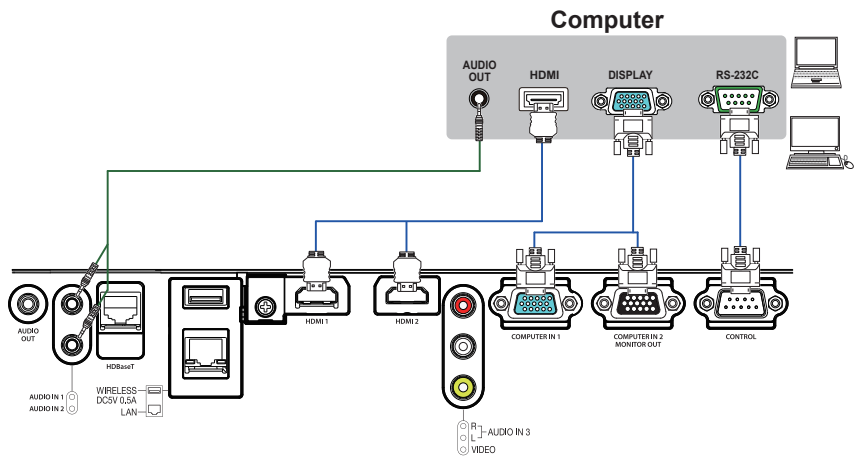 Computer
AUDIO
OUT
HDMI
DISPLAY
RS-232C
AUDIO
OUT
HDBaseT
HDMI 1
HDMI 2
COMPUTER IN 1
COMPUTER IN 2
MONITOR OUT
CONTROL
AUDIO IN 1
AUDIO IN 2
WIRELESS
DC5V 0.5A
LAN
R
L
AUDIO IN 3
VIDEO